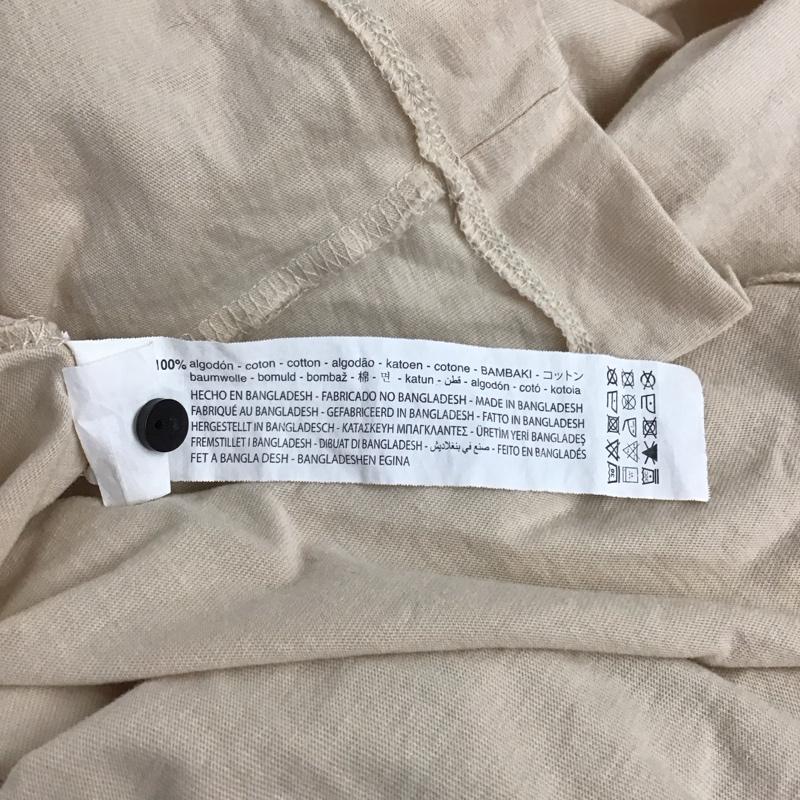 100% algodón - coton - cotton - algodão - katoen - cotone - BAMBAKI - コットン
baumwolle - bomuld - bombaž - 棉 - 면 - katun - قطن - algodón - cotó - kotoia
HECHO EN BANGLADESH - FABRICADO NO BANGLADESH - MADE IN BANGLADESH
FABRIQUÉ AU BANGLADESH - GEFABRICEERD IN BANGLADESH - FATTO IN BANGLADESH
HERGESTELLT IN BANGLADESCH - ΚΑΤΑΣΚΕΥΗ ΜΠΑΓΚΛΑΝΤΕΣ - ÜRETİM YERİ BANGLADEŞ
FREMSTILLET I BANGLADESH - DIBUAT DI BANGLADESH - صنع في بنغلاديش - FEITO EN BANGLADÉS
FET A BANGLA DESH - BANGLADESHEN EGINA